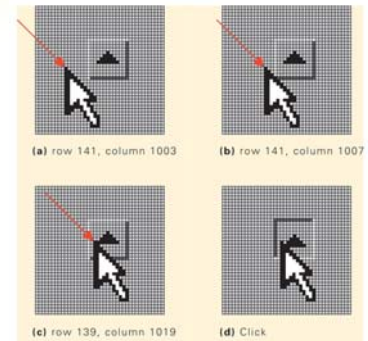 (a) row 141, column 1003
(b) row 141, column 1007
(c) row 139, column 1019
(d) Click